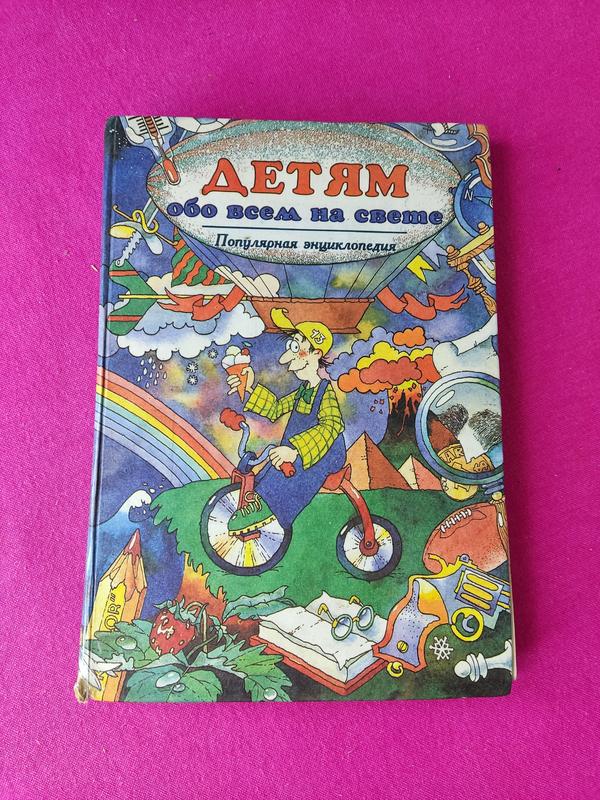 ДЕТЯМ
обо всем на свете
Популярная энциклопедия